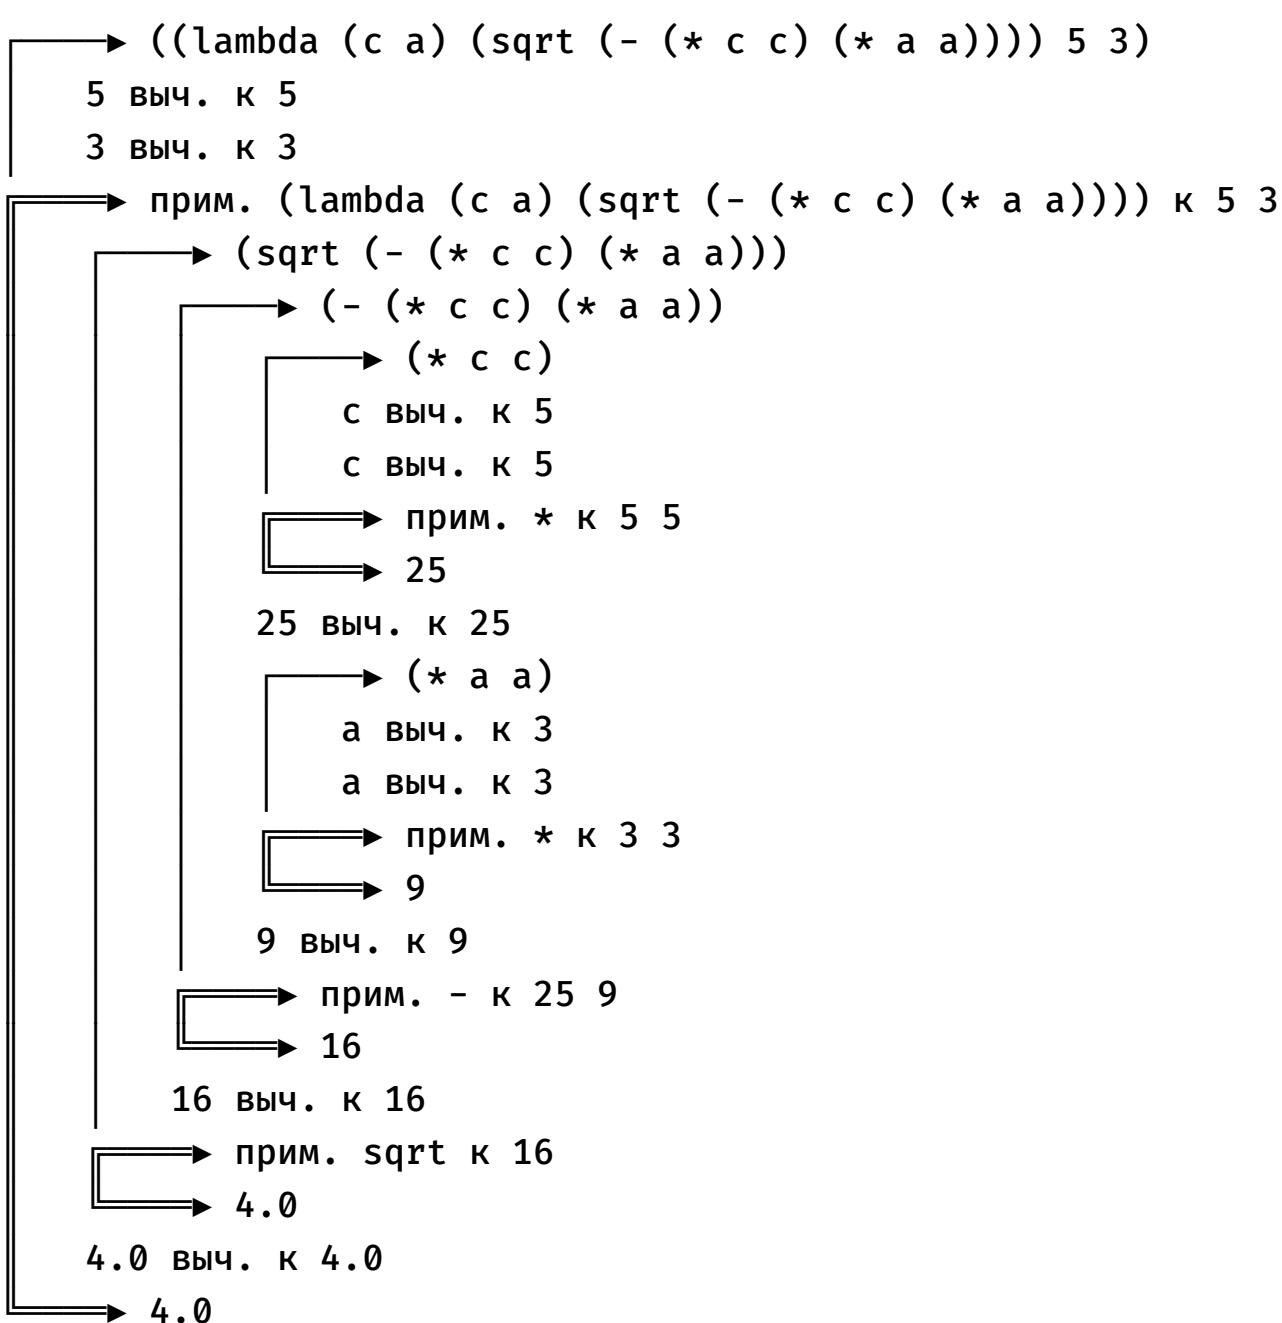 ((lambda (c a) (sqrt (- (* c c) (* a a)))) 5 3)
5 выч. к 5
3 выч. к 3
прим. (lambda (c a) (sqrt (- (* c c) (* a a)))) к 5 3
(sqrt (- (* c c) (* a a)))
(- (* c c) (* a a))
(* c c)
c выч. к 5
c выч. к 5
прим. * к 5 5
25
25 выч. к 25
(* a a)
a выч. к 3
a выч. к 3
прим. * к 3 3
9
9 выч. к 9
прим. - к 25 9
16
16 выч. к 16
прим. sqrt к 16
4.0
4.0 выч. к 4.0
4.0